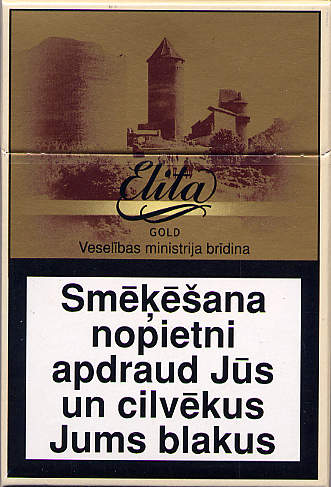 Elita
GOLD
Veselības ministrija brīdina
Smēķēšana
nopietni
apdraud Jūs
un cilvēkus
Jums blakus